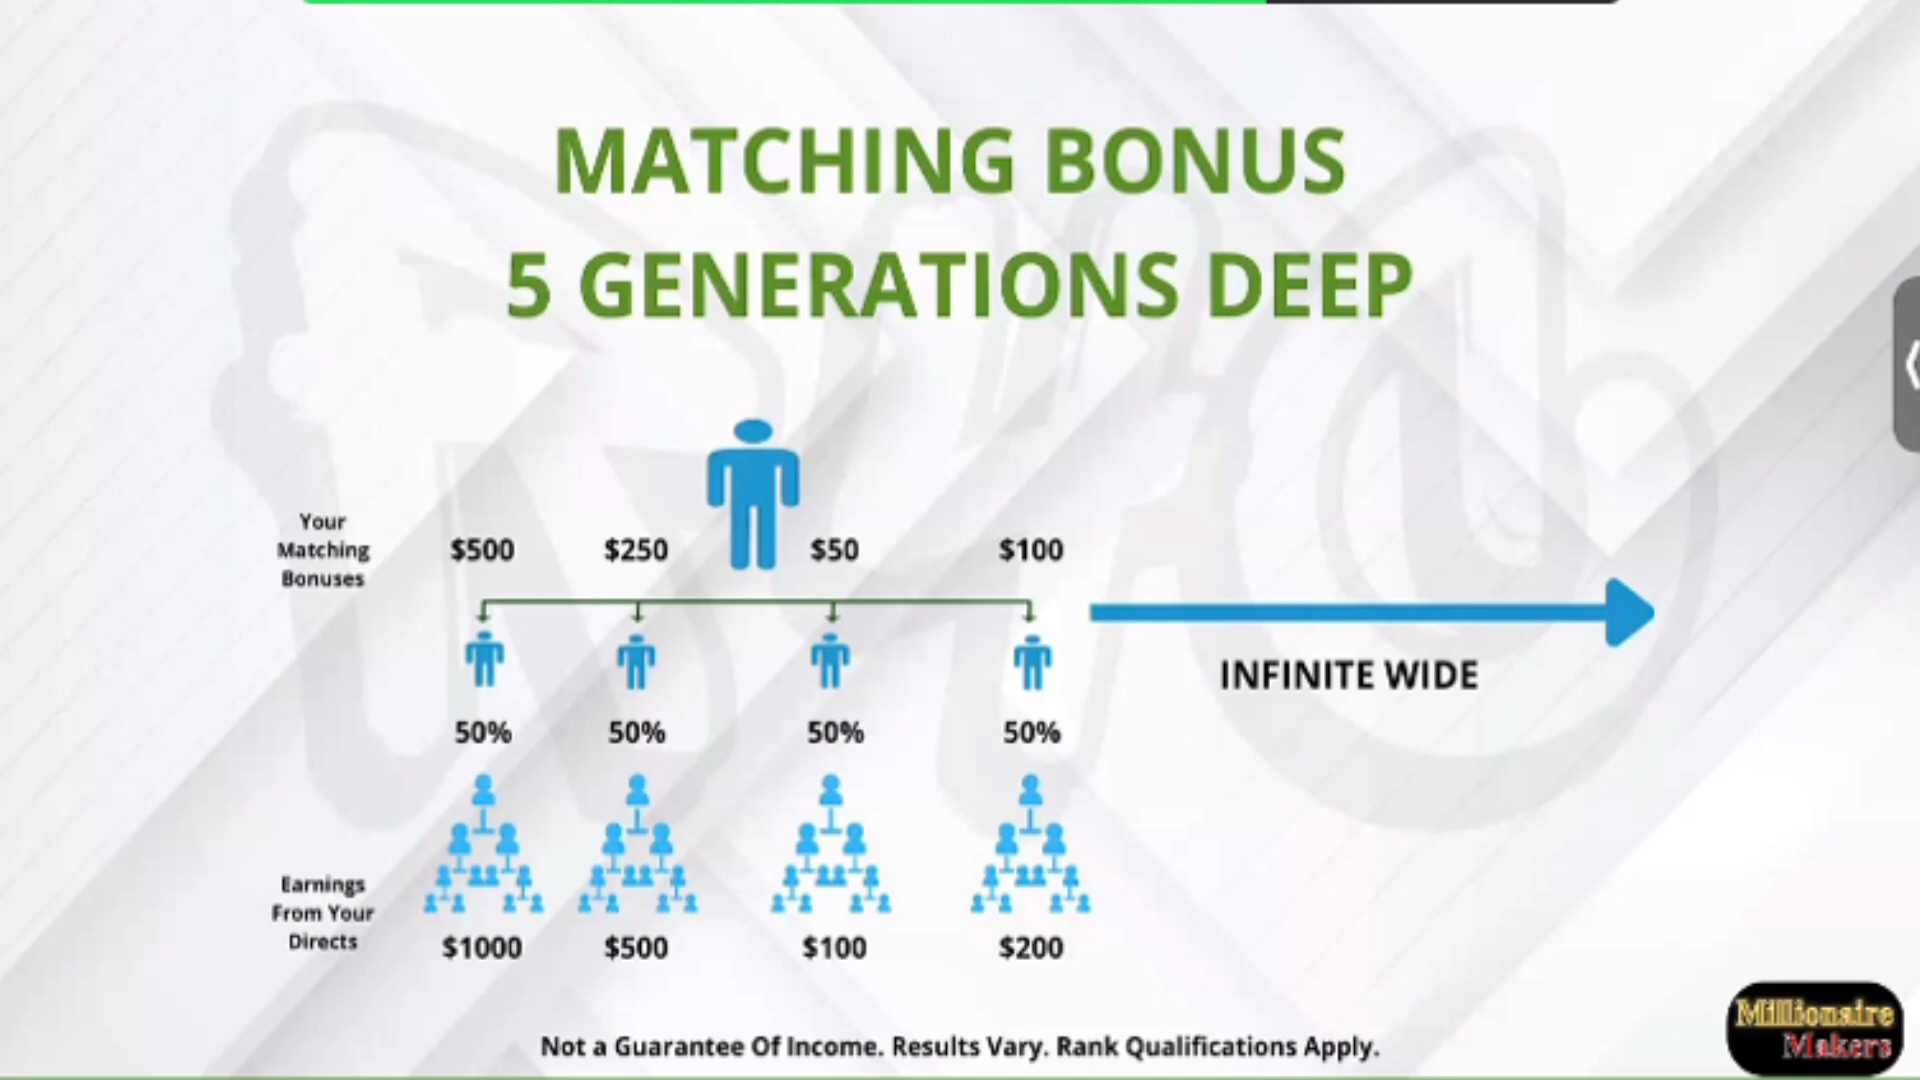 MATCHING BONUS
5 GENERATIONS DEEP
Your
Matching
Bonuses
$500 $250 $50 $100
INFINITE WIDE
50% 50% 50% 50%
Earnings
From Your
Directs
$1000 $500 $100 $200
Not a Guarantee Of Income. Results Vary. Rank Qualifications Apply.
Millionaire
Makers